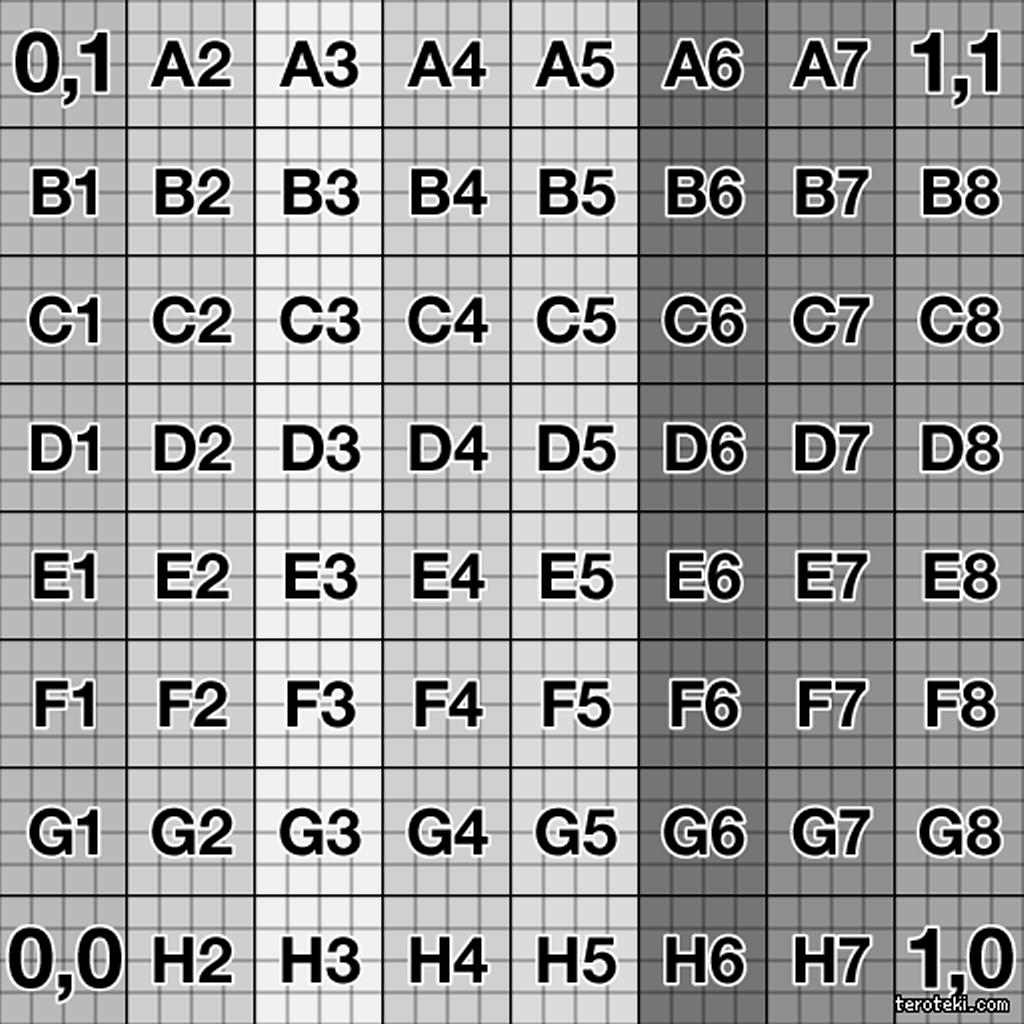 0,1 A2 A3 A4 A5 A6 A7 1,1
B1 B2 B3 B4 B5 B6 B7 B8
C1 C2 C3 C4 C5 C6 C7 C8
D1 D2 D3 D4 D5 D6 D7 D8
E1 E2 E3 E4 E5 E6 E7 E8
F1 F2 F3 F4 F5 F6 F7 F8
G1 G2 G3 G4 G5 G6 G7 G8
0,0 H2 H3 H4 H5 H6 H7 1,0
teroteki.com